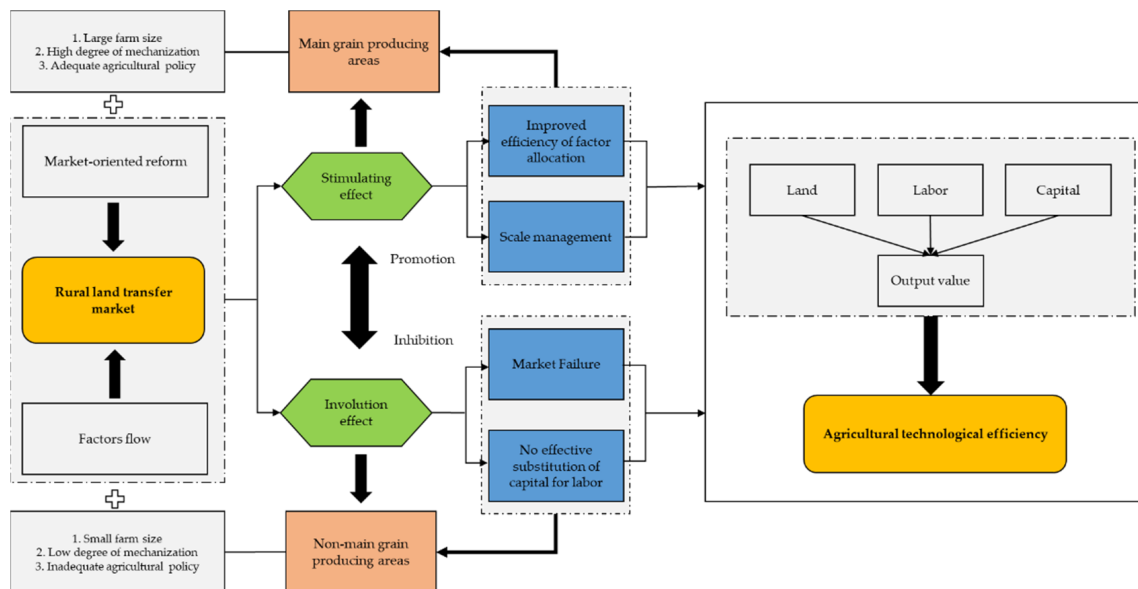 1. Large farm size
2. High degree of mechanization
3. Adequate agricultural policy
Main grain producing
areas
Market-oriented reform
Rural land transfer
market
Factors flow
1. Small farm size
2. Low degree of mechanization
3. Inadequate agricultural policy
Stimulating
effect
Promotion
Inhibition
Involution
effect
Non-main grain
producing areas
Improved
efficiency of factor
allocation
Scale management
Market Failure
No effective
substitution of
capital for labor
Land
Labor
Capital
Output value
Agricultural technological efficiency